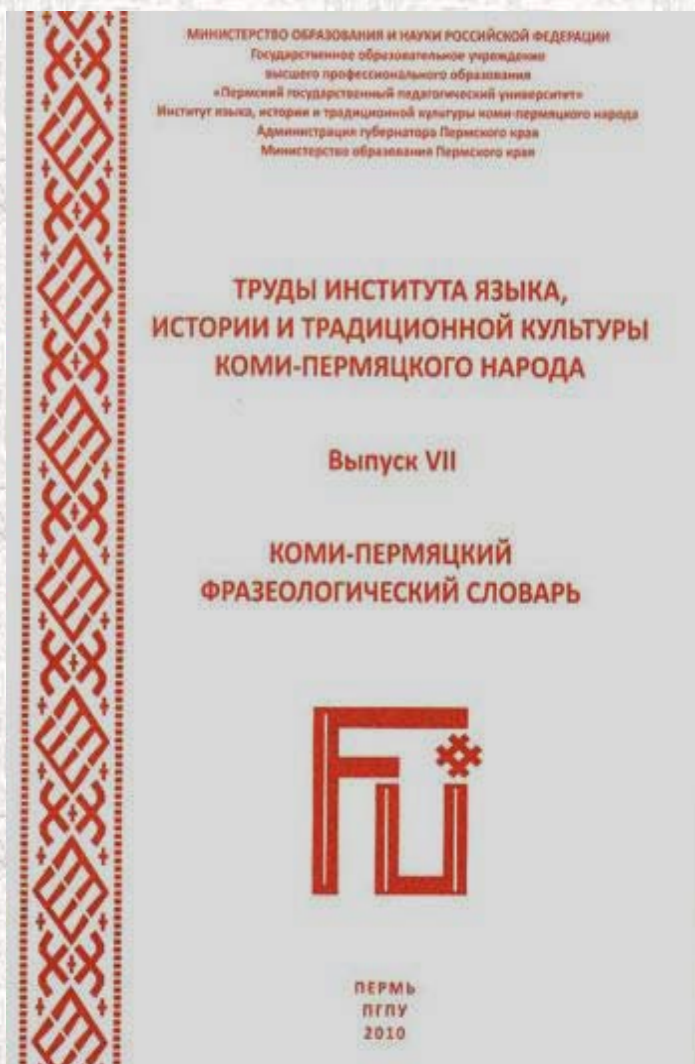 МИНИСТЕРСТВО ОБРАЗОВАНИЯ И НАУКИ РОССИЙСКОЙ ФЕДЕРАЦИИ
Государственное образовательное учреждение
высшего профессионального образования
«Пермский государственный педагогический университет»
Институт языка, истории и традиционной культуры коми-пермяцкого народа
Администрация губернатора Пермского края
Министерство образования Пермского края
ТРУДЫ ИНСТИТУТА ЯЗЫКА,
ИСТОРИИ И ТРАДИЦИОННОЙ КУЛЬТУРЫ
КОМИ-ПЕРМЯЦКОГО НАРОДА
Выпуск VII
КОМИ-ПЕРМЯЦКИЙ
ФРАЗЕОЛОГИЧЕСКИЙ СЛОВАРЬ
FU
ПЕРМЬ
ПГПУ
2010